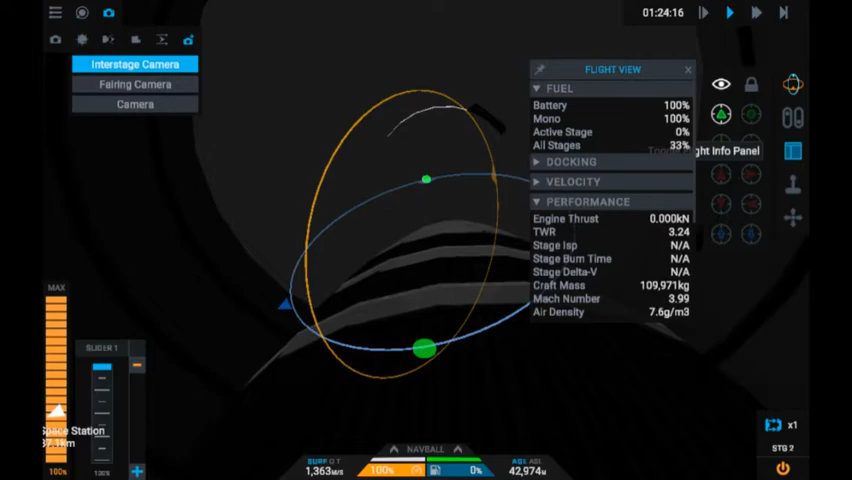 01:24:16
Interstage Camera
Fairing Camera
Camera
FLIGHT VIEW
FUEL
Battery 100%
Mono 100%
Active Stage 0%
All Stages 33%
ght Info Panel
DOCKING
VELOCITY
PERFORMANCE
Engine Thrust 0.000kN
TWR 3.24
Stage Isp N/A
Stage Burn Time N/A
Stage Delta-V N/A
Craft Mass 109,971kg
Mach Number 3.99
Air Density 7.6g/m3
MAX
SLIDER 1
Space Station
37.1km
100%
100%
x1
STG 2
NAVBALL
1,363M/S
100%
0%
42,974M